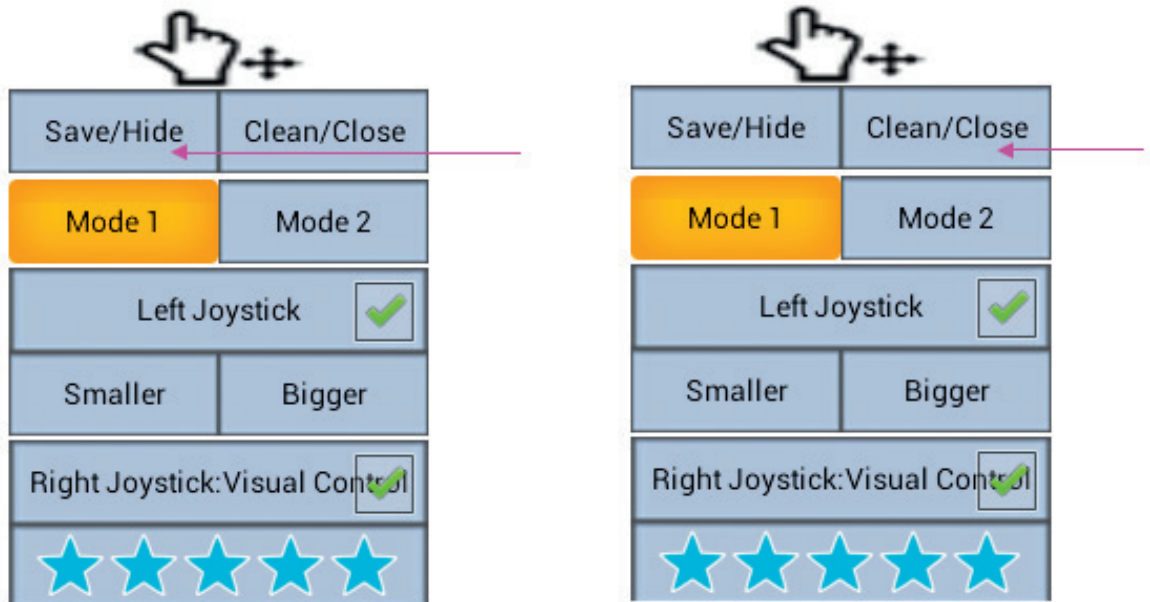 Save/Hide Clean/Close
Mode 1 Mode 2
Left Joystick
Smaller Bigger
Right Joystick:Visual Control
Save/Hide Clean/Close
Mode 1 Mode 2
Left Joystick
Smaller Bigger
Right Joystick:Visual Control